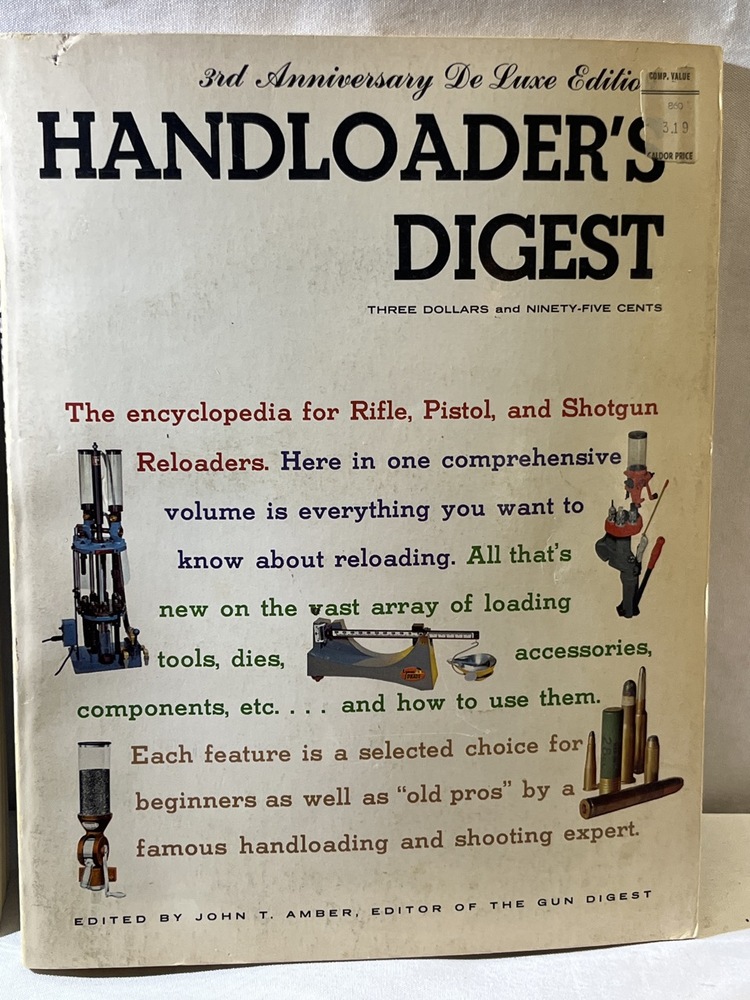 3rd Anniversary De Luxe Editio
COMP. VALUE
860
3.19
CALDOR PRICE
HANDLOADER'S
DIGEST
THREE DOLLARS and NINETY-FIVE CENTS
The encyclopedia for Rifle, Pistol, and Shotgun
Reloaders. Here in one comprehensive
volume is everything you want to
know about reloading. All that's
new on the vast array of loading
tools, dies, accessories,
components, etc. . . . and how to use them.
Each feature is a selected choice for
beginners as well as “old pros” by a
famous handloading and shooting expert.
EDITED BY JOHN T. AMBER, EDITOR OF THE GUN DIGEST